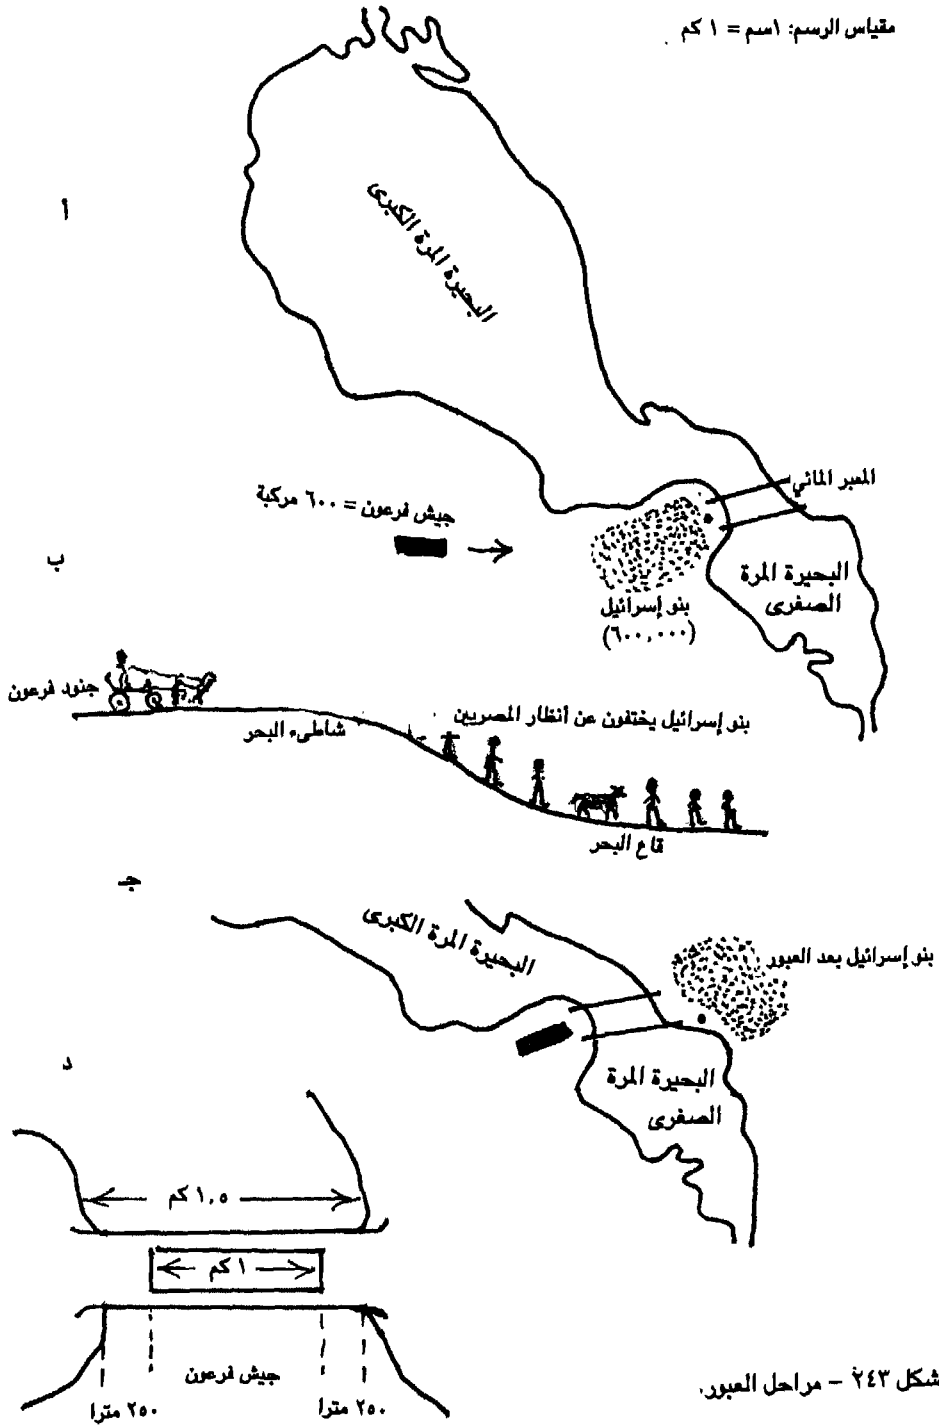 مقياس الرسم: ١سم = ١ كم .
أ
البحيرة المرة الكبرى
المعبر المائي
جيش فرعون = ٦٠٠ مركبة
ب
البحيرة المرة
الصغرى
بنو إسرائيل
(٦٠٠,٠٠٠)
جنود فرعون
بنو إسرائيل يختفون عن أنظار المصريين
شاطىء البحر
قاع البحر
جـ
البحيرة المرة الكبرى
بنو إسرائيل بعد العبور
البحيرة المرة
الصغرى
د
١,٥ كم
١ كم
جيش فرعون
٢٥٠ مترا
٢٥٠ مترا
شكل ٢٤٣ – مراحل العبور.